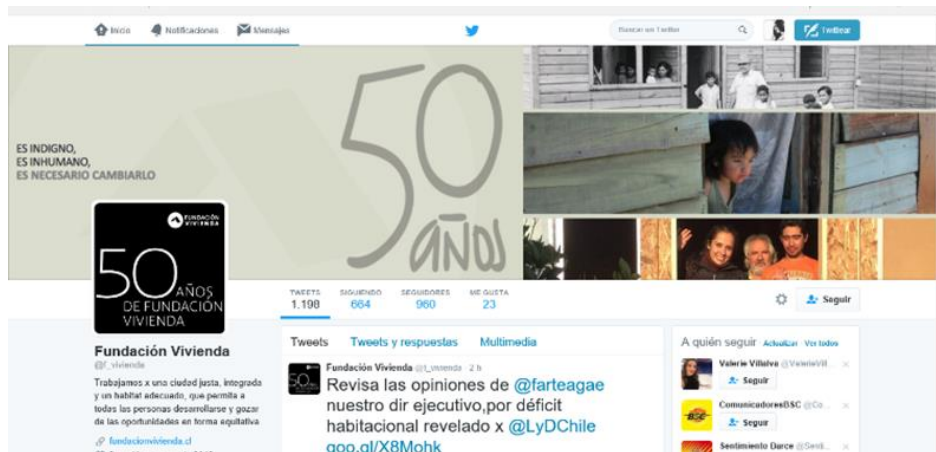 Inicio Notificaciones Mensajes
Buscar en Twitter
Twittear
ES INDIGNO,
ES INHUMANO,
ES NECESARIO CAMBIARLO
50
AÑOS
FUNDACIÓN
VIVIENDA
50 AÑOS
DE FUNDACIÓN
VIVIENDA
TWEETS SIGUIENDO SEGUIDORES ME GUSTA
1.198 664 960 23
Seguir
Fundación Vivienda
@f_vivienda
Trabajamos x una ciudad justa, integrada
y un habitat adecuado, que permita a
todas las personas desarrollarse y gozar
de las oportunidades en forma equitativa
fundacionvivienda.cl
Tweets Tweets y respuestas Multimedia
Fundación Vivienda @f_vivienda · 2 h
Revisa las opiniones de @farteagae
nuestro dir ejecutivo,por déficit
habitacional revelado x @LyDChile
goo.gl/X8Mohk
A quién seguir Actualizar Ver todos
Valerie Villalva
Seguir
ComunicadoresBSC @Co...
Seguir
BSC
Sentimiento Burce @Senti...